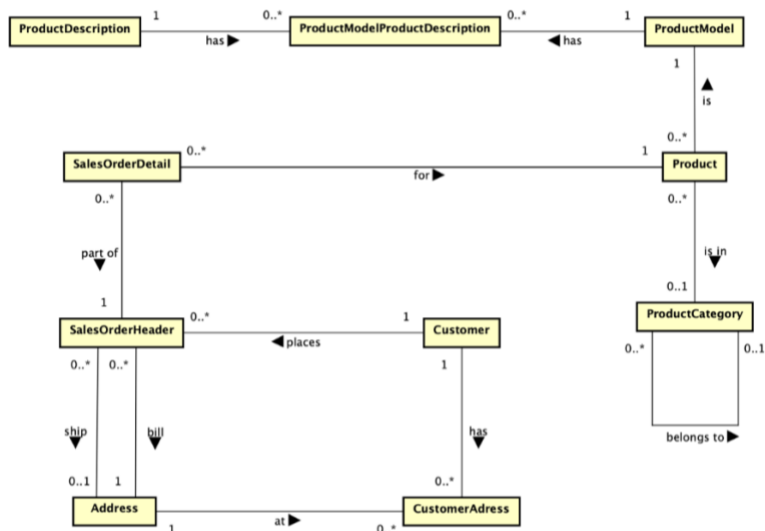 1 0..* 0..* 1
ProductDescription ProductModelProductDescription ProductModel
has has
1
is
0..*
0..* 1
SalesOrderDetail Product
for
0..* 0..*
part of is in
1 0..1
0..* 1 ProductCategory
SalesOrderHeader Customer
places 0..* 0..1
0..* 0..* 1
ship bill has belongs to
0..1 1 0..*
Address CustomerAdress
at
1 0..*